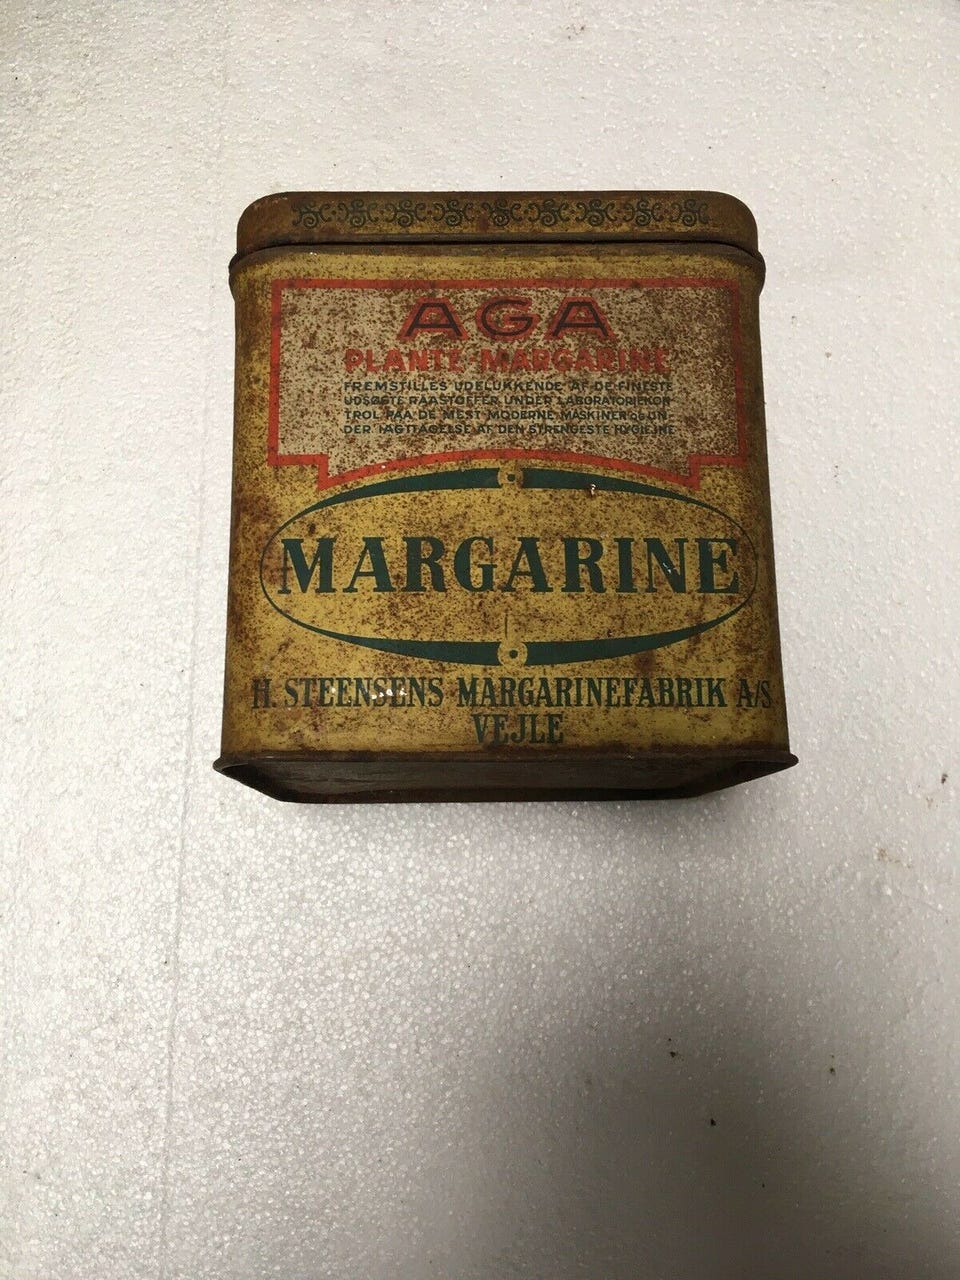 AGA
PLANTE-MARGARINE
FREMSTILLES UDELUKKENDE AF DE FINESTE
UDSØGTE RAASTOFFER UNDER LABORATORIEKON-
TROL PAA DE MEST MODERNE MASKINER OG UN-
DER IAGTTAGELSE AF DEN STRENGESTE HYGIEJNE
MARGARINE
H. STEENSENS MARGARINEFABRIK A/S
VEJLE